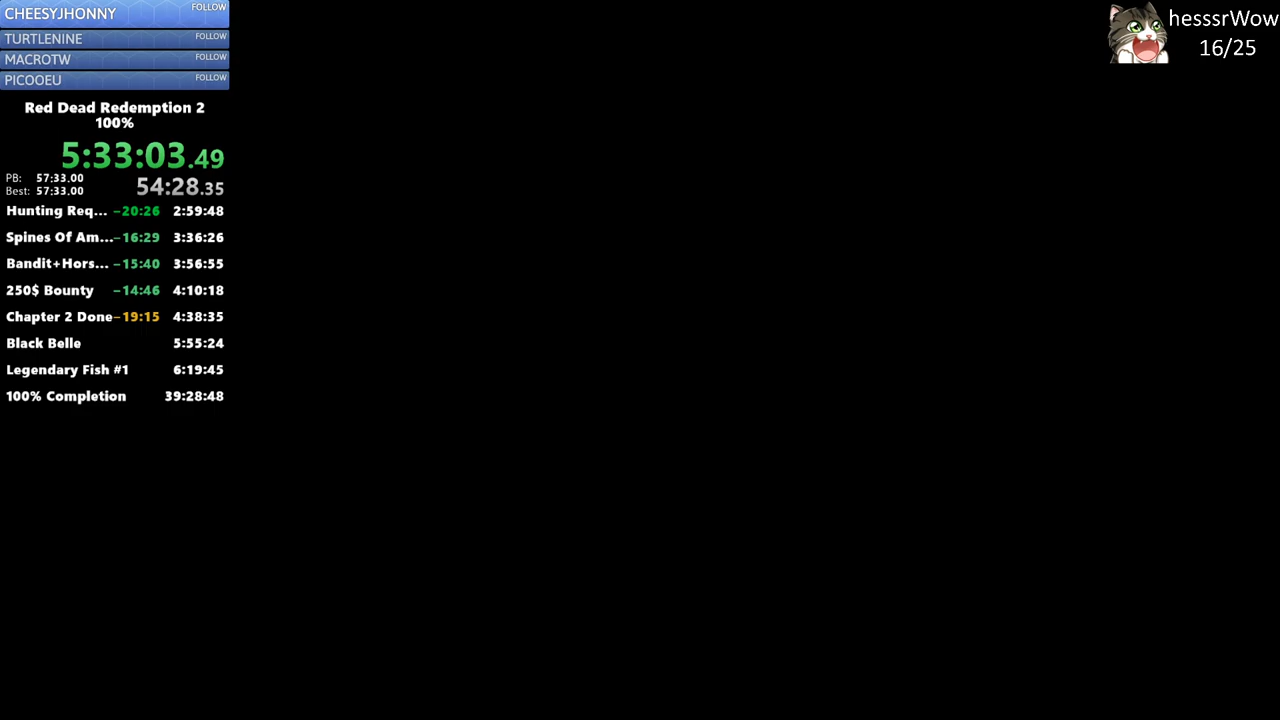 CHEESYJHONNY FOLLOW
TURTLENINE FOLLOW
MACROTW FOLLOW
PICOOEU FOLLOW
hesssrWow
16/25
Red Dead Redemption 2
100%
5:33:03.49
PB: 57:33.00
Best: 57:33.00
54:28.35
Hunting Req... -20:26 2:59:48
Spines Of Am... -16:29 3:36:26
Bandit+Hors... -15:40 3:56:55
250$ Bounty -14:46 4:10:18
Chapter 2 Done -19:15 4:38:35
Black Belle 5:55:24
Legendary Fish #1 6:19:45
100% Completion 39:28:48